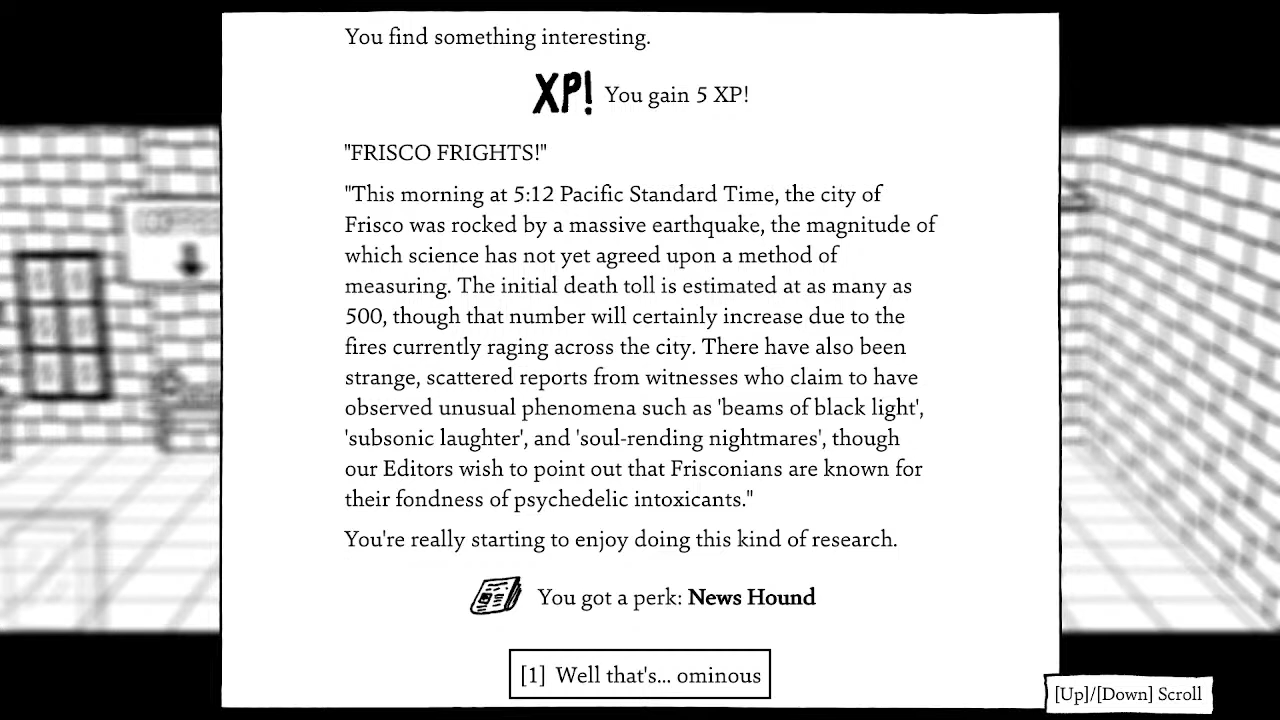 You find something interesting.
XP! You gain 5 XP!
"FRISCO FRIGHTS!"
"This morning at 5:12 Pacific Standard Time, the city of
Frisco was rocked by a massive earthquake, the magnitude of
which science has not yet agreed upon a method of
measuring. The initial death toll is estimated at as many as
500, though that number will certainly increase due to the
fires currently raging across the city. There have also been
strange, scattered reports from witnesses who claim to have
observed unusual phenomena such as 'beams of black light',
'subsonic laughter', and 'soul-rending nightmares', though
our Editors wish to point out that Frisconians are known for
their fondness of psychedelic intoxicants."
You're really starting to enjoy doing this kind of research.
You got a perk: News Hound
[1] Well that's... ominous
[Up]/[Down] Scroll